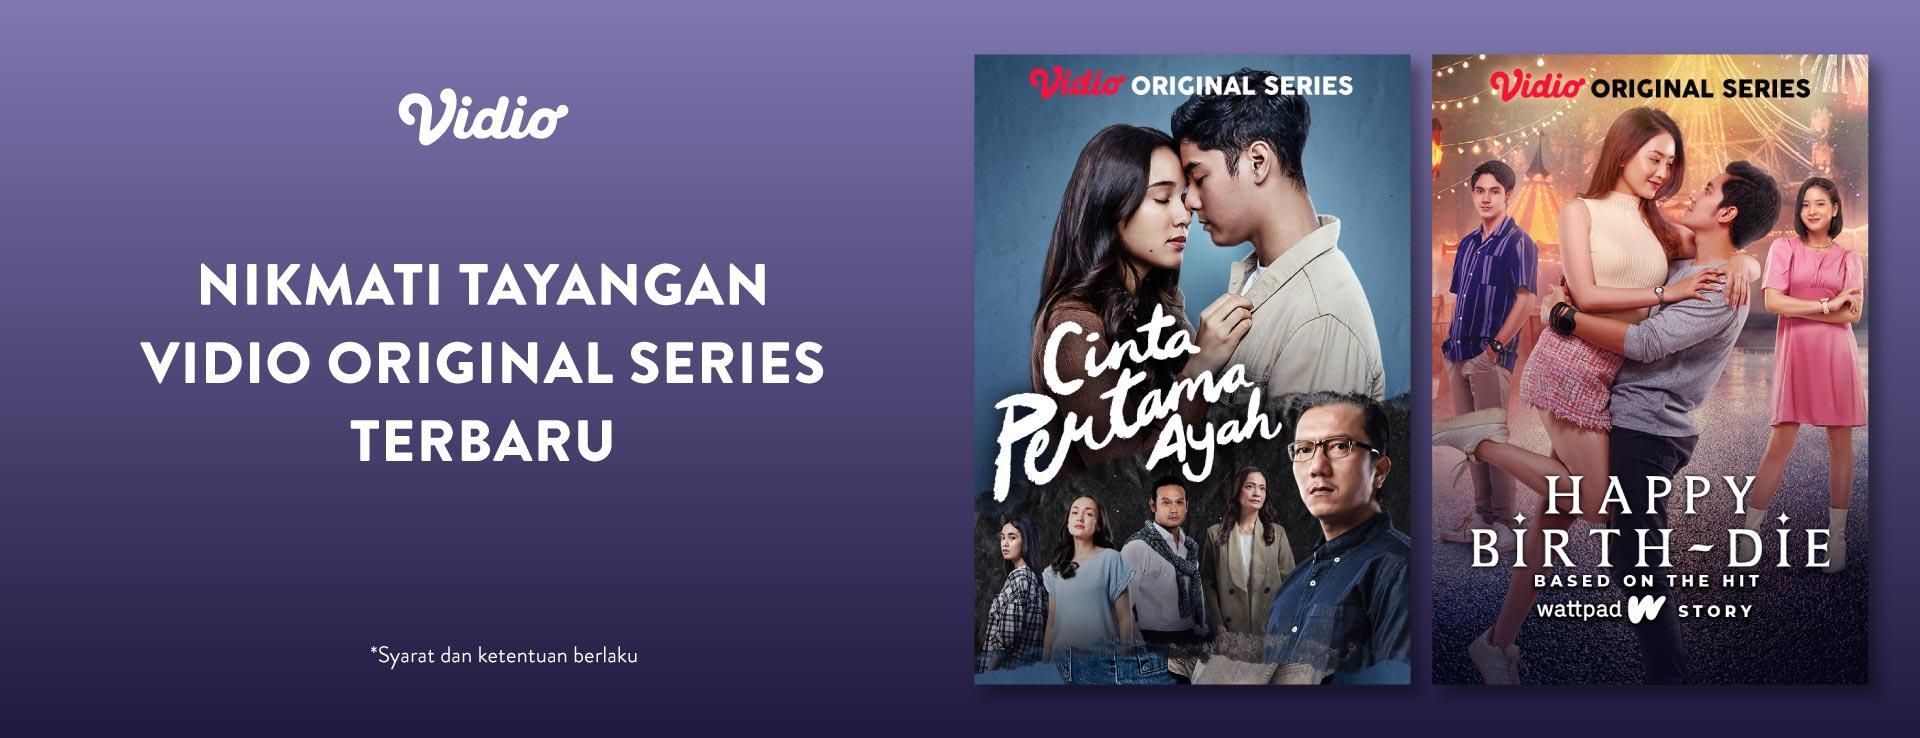 Vidio
NIKMATI TAYANGAN
VIDIO ORIGINAL SERIES
TERBARU
*Syarat dan ketentuan berlaku
Vidio ORIGINAL SERIES
Cinta
Pertama
Ayah
Vidio ORIGINAL SERIES
HAPPY
BIRTH-DIE
BASED ON THE HIT
wattpad W STORY